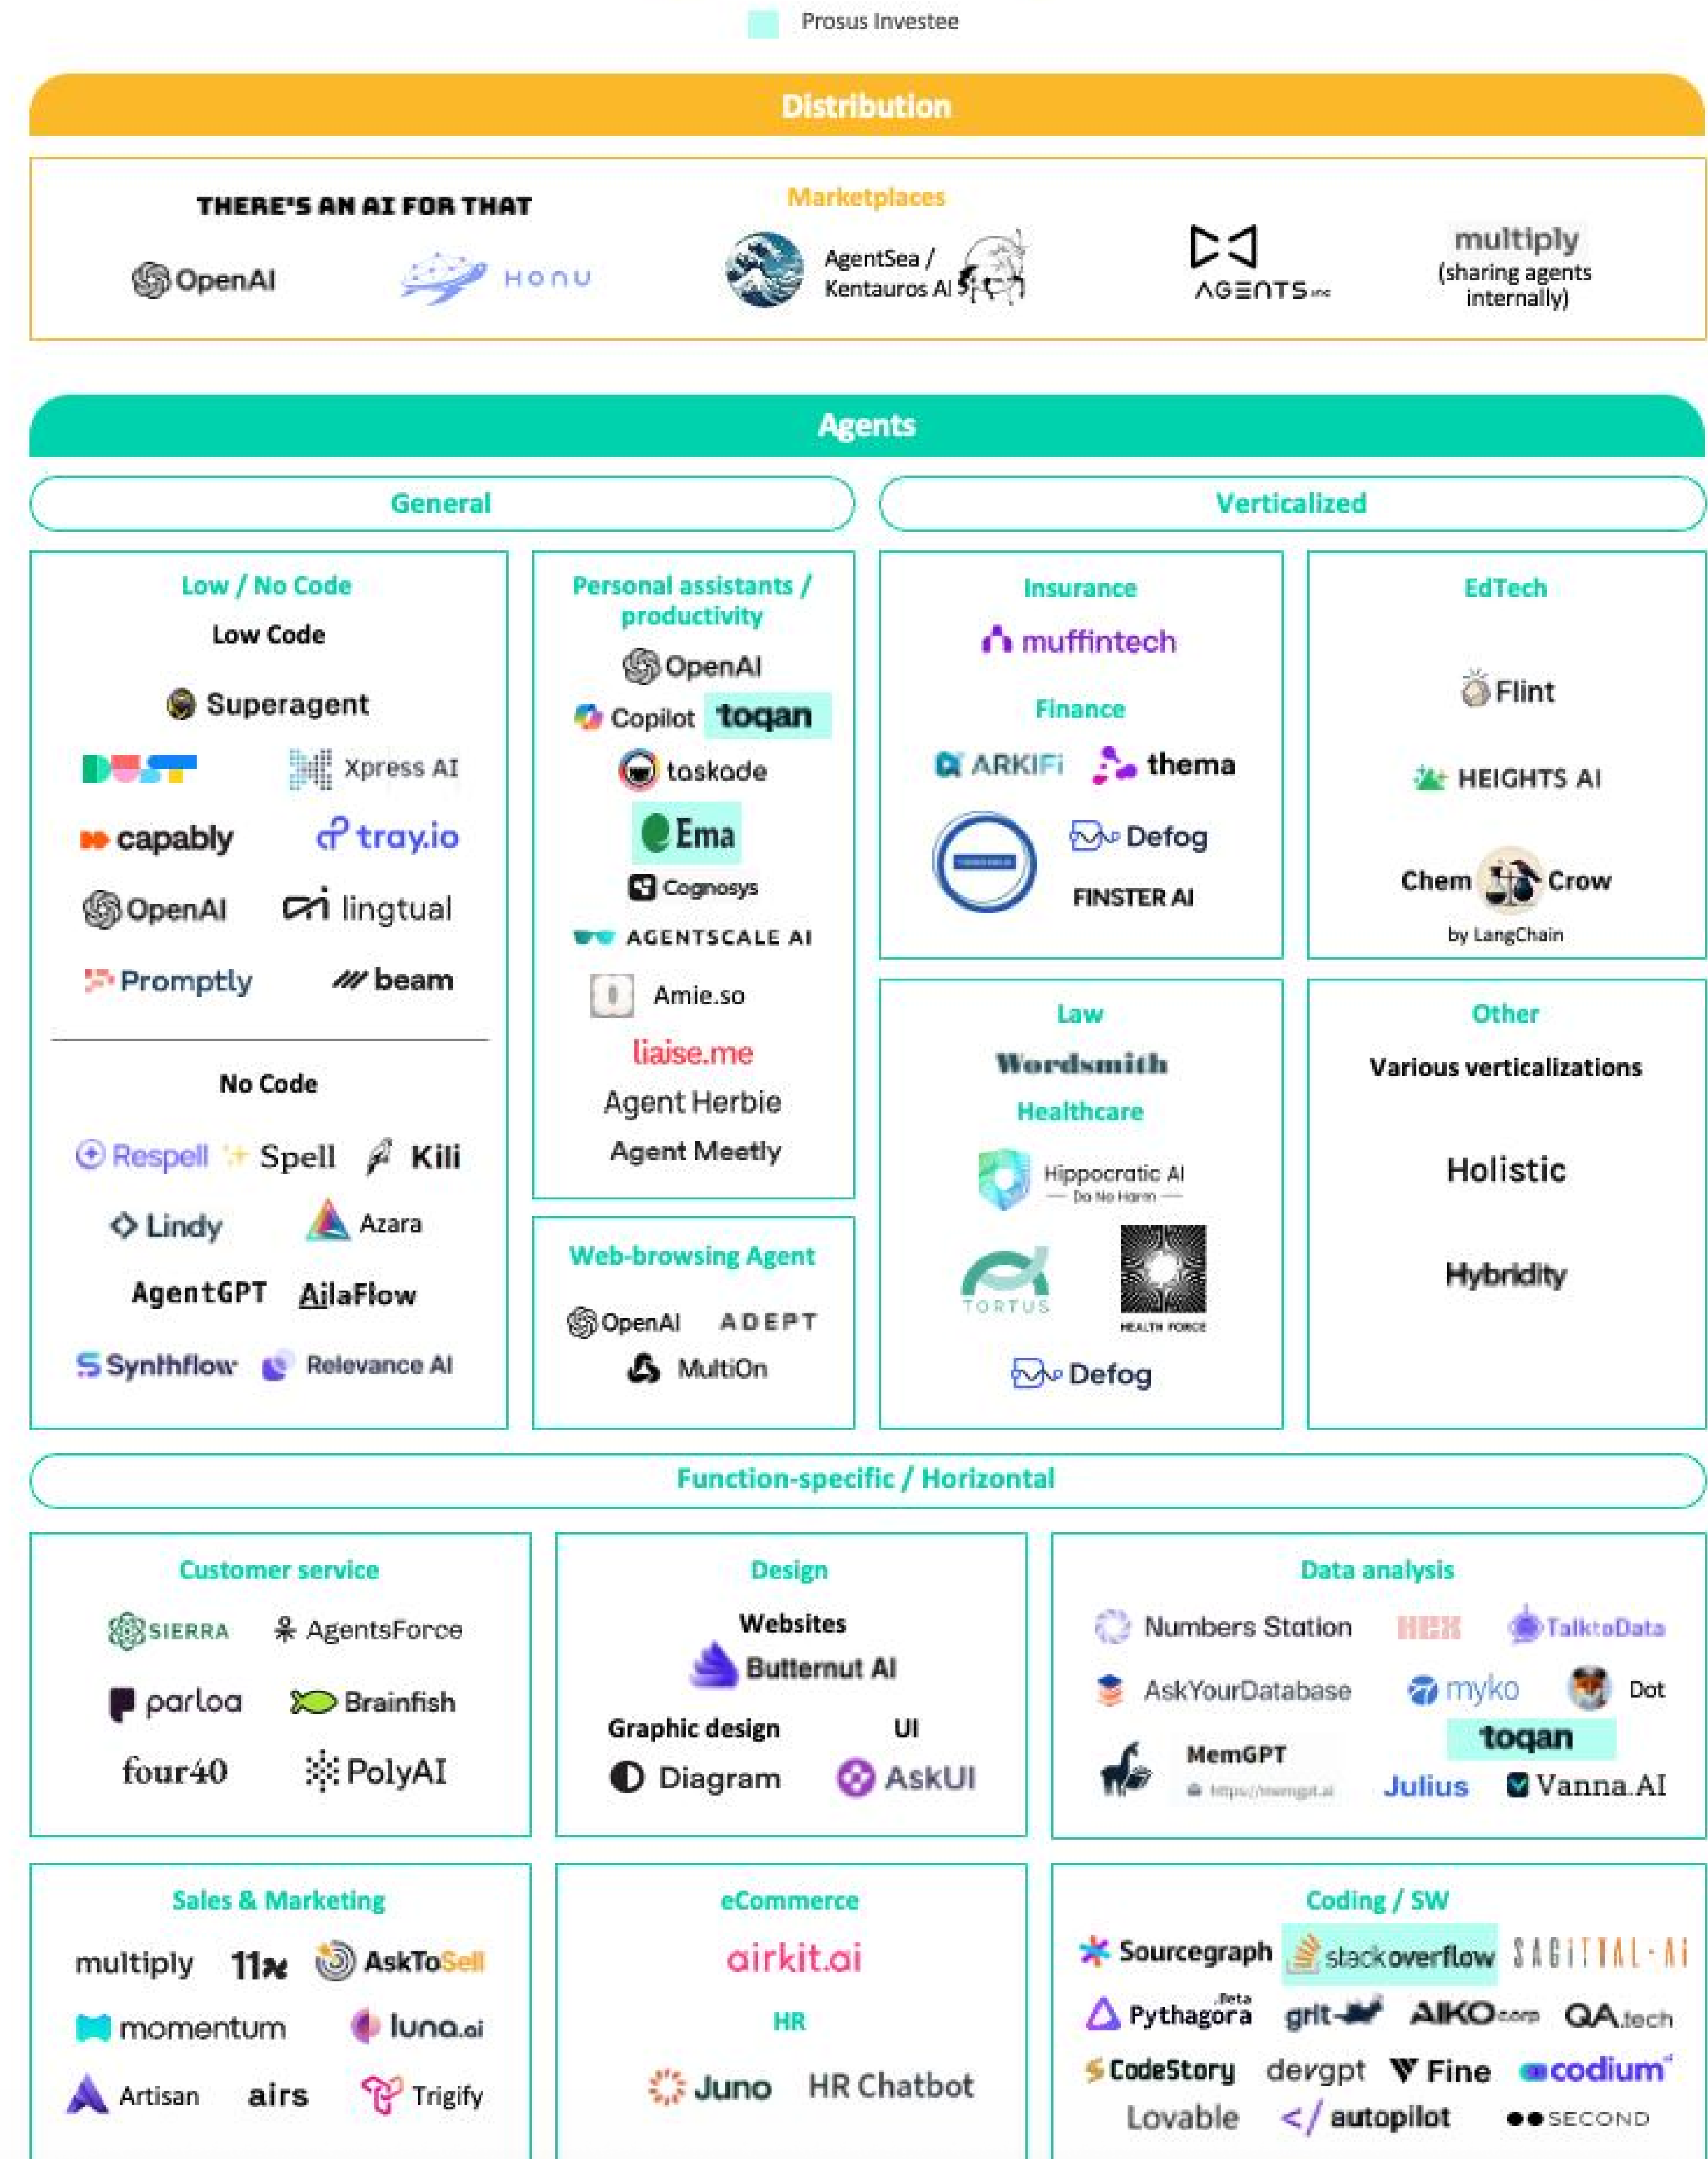 Prosus Investee
Distribution
Marketplaces
THERE'S AN AI FOR THAT
OpenAI
HONU
AgentSea /
Kentauros AI
AGENTS inc
multiply
(sharing agents
internally)
Agents
General
Verticalized
Low / No Code
Low Code
Superagent
DUST
Xpress AI
capably
tray.io
OpenAI
lingtual
Promptly
beam
No Code
Respell
Spell
Kili
Lindy
Azara
AgentGPT
AilaFlow
Synthflow
Relevance AI
Personal assistants /
productivity
OpenAI
Copilot
toqan
taskade
Ema
Cognosys
AGENTSCALE AI
Amie.so
liaise.me
Agent Herbie
Agent Meetly
Web-browsing Agent
OpenAI
ADEPT
MultiOn
Insurance
muffintech
Finance
ARKIFi
thema
Defog
FINSTER AI
EdTech
Flint
HEIGHTS AI
Chem Crow
by LangChain
Law
Wordsmith
Healthcare
Hippocratic AI
Do No Harm
TORTUS
HEALTH FORCE
Defog
Other
Various verticalizations
Holistic
Hybridity
Function-specific / Horizontal
Customer service
SIERRA
AgentsForce
parloa
Brainfish
four40
PolyAI
Design
Websites
Butternut AI
Graphic design
UI
Diagram
AskUI
Data analysis
Numbers Station
HEX
TalktoData
AskYourDatabase
myko
Dot
MemGPT
https://memgpt.ai
toqan
Julius
Vanna.AI
Sales & Marketing
multiply
11x
AskToSell
momentum
luna.ai
Artisan
airs
Trigify
eCommerce
airkit.ai
HR
Juno
HR Chatbot
Coding / SW
Sourcegraph
stackoverflow
SAGITTAL-Ai
Pythagora Beta
grit
AIKO corp
QA.tech
CodeStory
devgpt
Fine
codium
Lovable
</ autopilot
SECOND